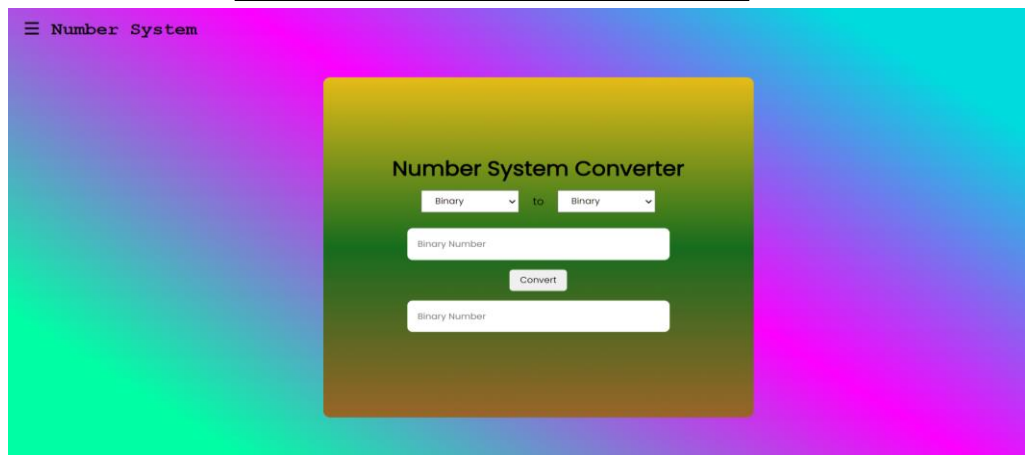 ☰ Number System
Number System Converter
Binary to Binary
Binary Number
Convert
Binary Number